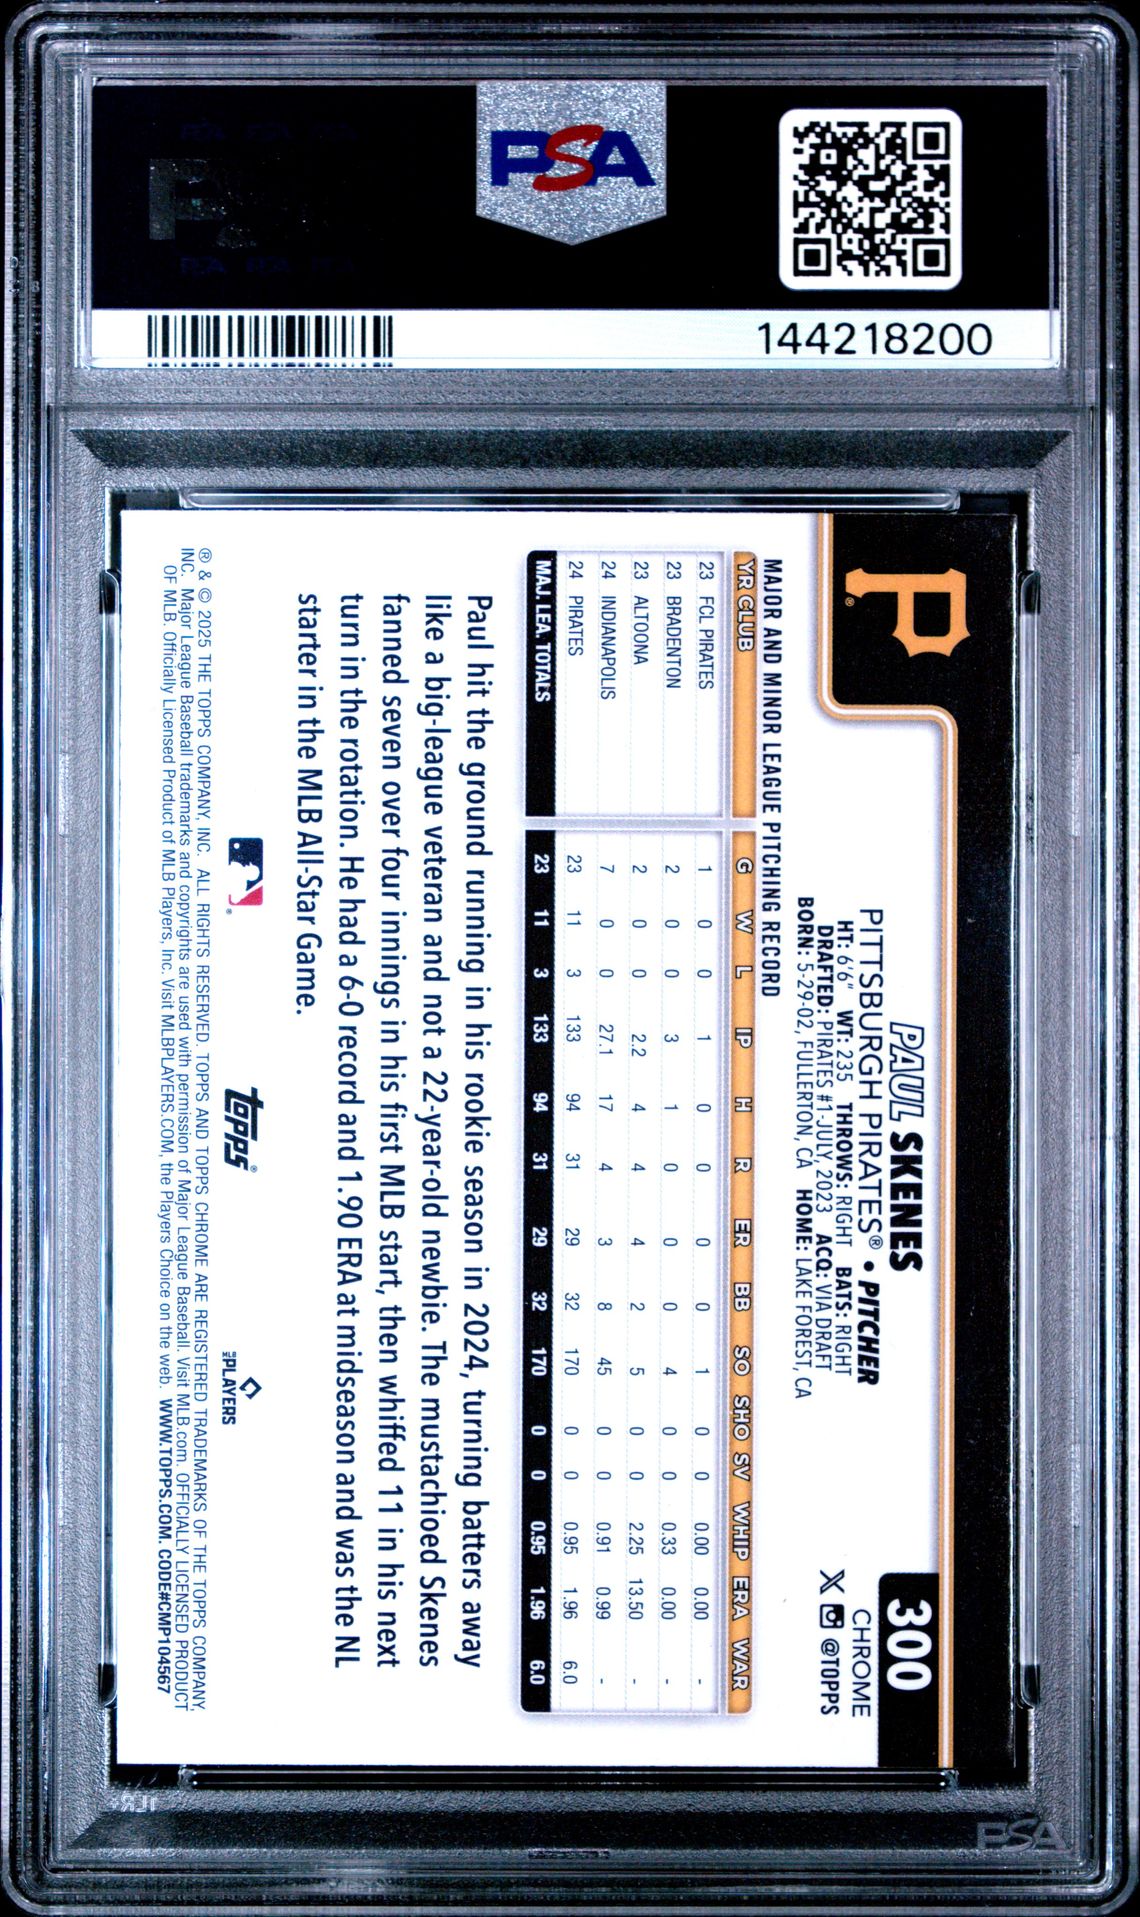 PSA
144218200
P
300
CHROME
@TOPPS
PAUL SKENES
PITTSBURGH PIRATES® • PITCHER
HT: 6'6" WT: 235 THROWS: RIGHT BATS: RIGHT
DRAFTED: PIRATES #1-JULY, 2023 ACQ: VIA DRAFT
BORN: 5-29-02, FULLERTON, CA HOME: LAKE FOREST, CA
MAJOR AND MINOR LEAGUE PITCHING RECORD
YR CLUB G W L IP H R ER BB SO SHO SV WHIP ERA WAR
23 FCL PIRATES 1 0 0 1 0 0 0 0 1 0 0 0.00 0.00 -
23 BRADENTON 2 0 0 3 1 0 0 0 4 0 0 0.33 0.00 -
23 ALTOONA 2 0 0 2.2 4 4 4 2 5 0 0 2.25 13.50 -
24 INDIANAPOLIS 7 0 0 27.1 17 4 3 8 45 0 0 0.91 0.99 -
24 PIRATES 23 11 3 133 94 31 29 32 170 0 0 0.95 1.96 6.0
MAJ. LEA. TOTALS 23 11 3 133 94 31 29 32 170 0 0 0.95 1.96 6.0
Paul hit the ground running in his rookie season in 2024, turning batters away
like a big-league veteran and not a 22-year-old newbie. The mustachioed Skenes
fanned seven over four innings in his first MLB start, then whiffed 11 in his next
turn in the rotation. He had a 6-0 record and 1.90 ERA at midseason and was the NL
starter in the MLB All-Star Game.
topps®
MLB PLAYERS
® & © 2025 THE TOPPS COMPANY, INC. ALL RIGHTS RESERVED. TOPPS AND TOPPS CHROME ARE REGISTERED TRADEMARKS OF THE TOPPS COMPANY,
INC. Major League Baseball trademarks and copyrights are used with permission of Major League Baseball. Visit MLB.com. OFFICIALLY LICENSED PRODUCT
OF MLB. Officially Licensed Product of MLB Players, Inc. Visit MLBPLAYERS.COM, the Players Choice on the web. WWW.TOPPS.COM. CODE#CMP104567
PSA